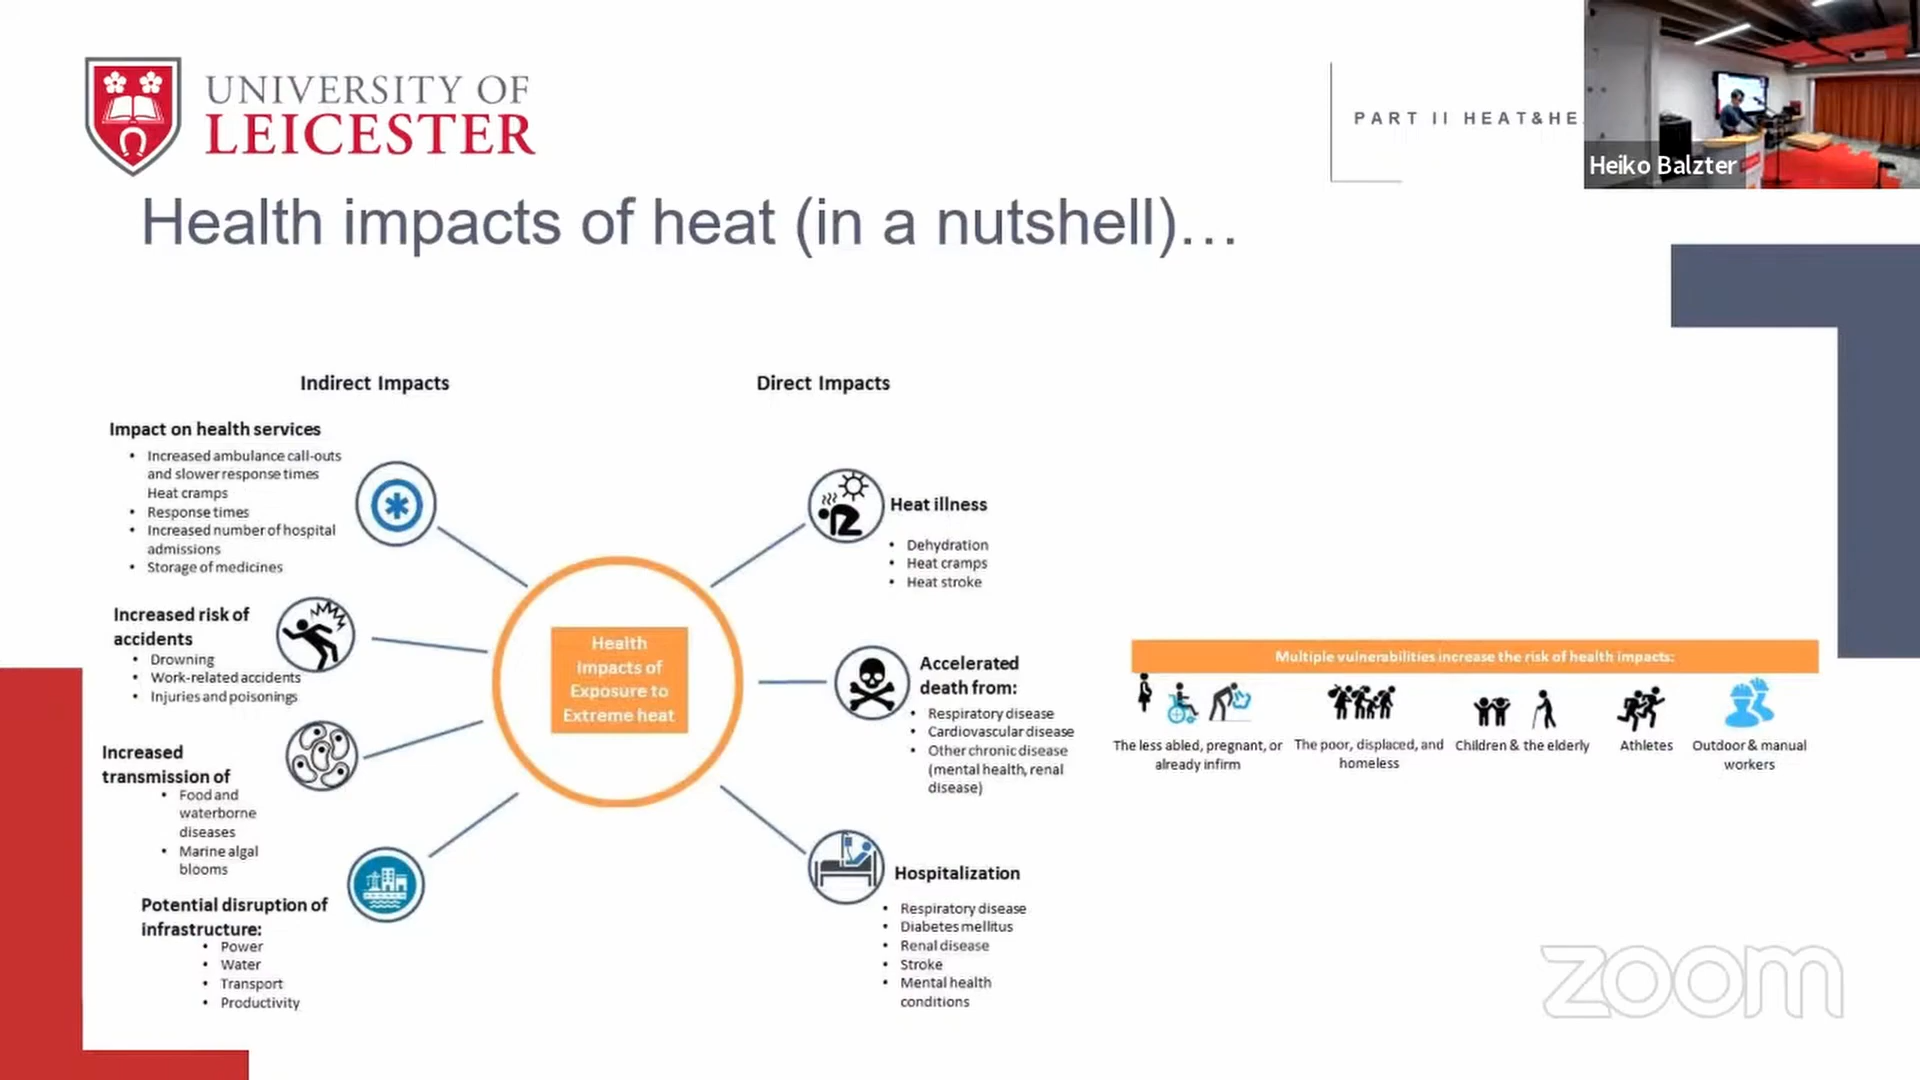 UNIVERSITY OF
LEICESTER
PART II HEAT&HE
Heiko Balzter
Health impacts of heat (in a nutshell)...
Indirect Impacts
Impact on health services
• Increased ambulance call-outs
and slower response times
Heat cramps
• Response times
• Increased number of hospital
admissions
• Storage of medicines
Increased risk of
accidents
• Drowning
• Work-related accidents
• Injuries and poisonings
Increased
transmission of
• Food and
waterborne
diseases
• Marine algal
blooms
Potential disruption of
infrastructure:
• Power
• Water
• Transport
• Productivity
Health
Impacts of
Exposure to
Extreme heat
Direct Impacts
Heat illness
• Dehydration
• Heat cramps
• Heat stroke
Accelerated
death from:
• Respiratory disease
• Cardiovascular disease
• Other chronic disease
(mental health, renal
disease)
Hospitalization
• Respiratory disease
• Diabetes mellitus
• Renal disease
• Stroke
• Mental health
conditions
Multiple vulnerabilities increase the risk of health impacts:
The less abled, pregnant, or
already infirm
The poor, displaced, and
homeless
Children & the elderly
Athletes
Outdoor & manual
workers
zoom